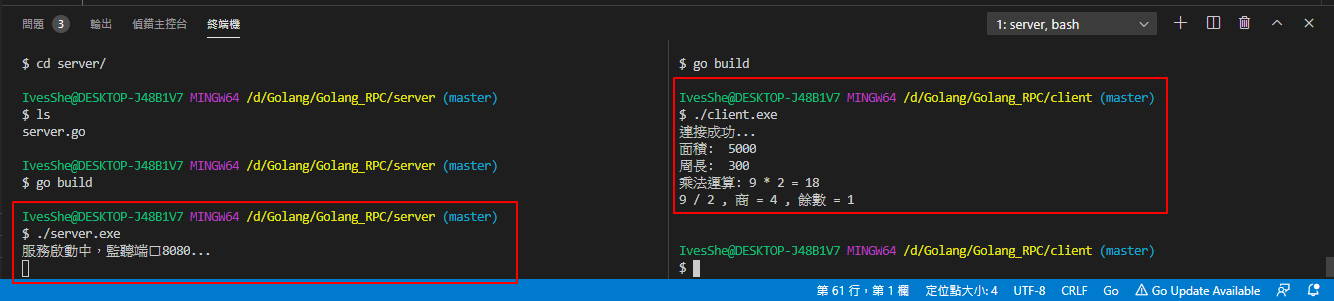 問題 3 輸出 偵錯主控台 終端機 1: server, bash
$ cd server/
IvesShe@DESKTOP-J48B1V7 MINGW64 /d/Golang/Golang_RPC/server (master)
$ ls
server.go
IvesShe@DESKTOP-J48B1V7 MINGW64 /d/Golang/Golang_RPC/server (master)
$ go build
IvesShe@DESKTOP-J48B1V7 MINGW64 /d/Golang/Golang_RPC/server (master)
$ ./server.exe
服務啟動中，監聽端口8080...
$ go build
IvesShe@DESKTOP-J48B1V7 MINGW64 /d/Golang/Golang_RPC/client (master)
$ ./client.exe
連接成功...
面積:  5000
周長:  300
乘法運算: 9 * 2 = 18
9 / 2 , 商 = 4 , 餘數 = 1
IvesShe@DESKTOP-J48B1V7 MINGW64 /d/Golang/Golang_RPC/client (master)
$
第 61 行，第 1 欄 定位點大小: 4 UTF-8 CRLF Go Go Update Available